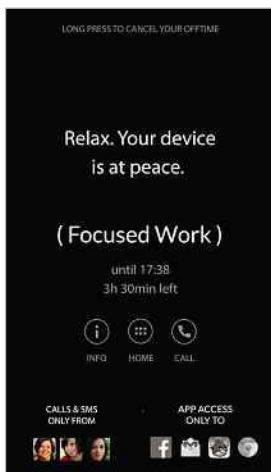 LONG PRESS TO CANCEL YOUR OFFTIME
Relax. Your device
is at peace.
( Focused Work )
until 17:38
3h 30min left
INFO HOME CALL
CALLS & SMS
ONLY FROM
APP ACCESS
ONLY TO